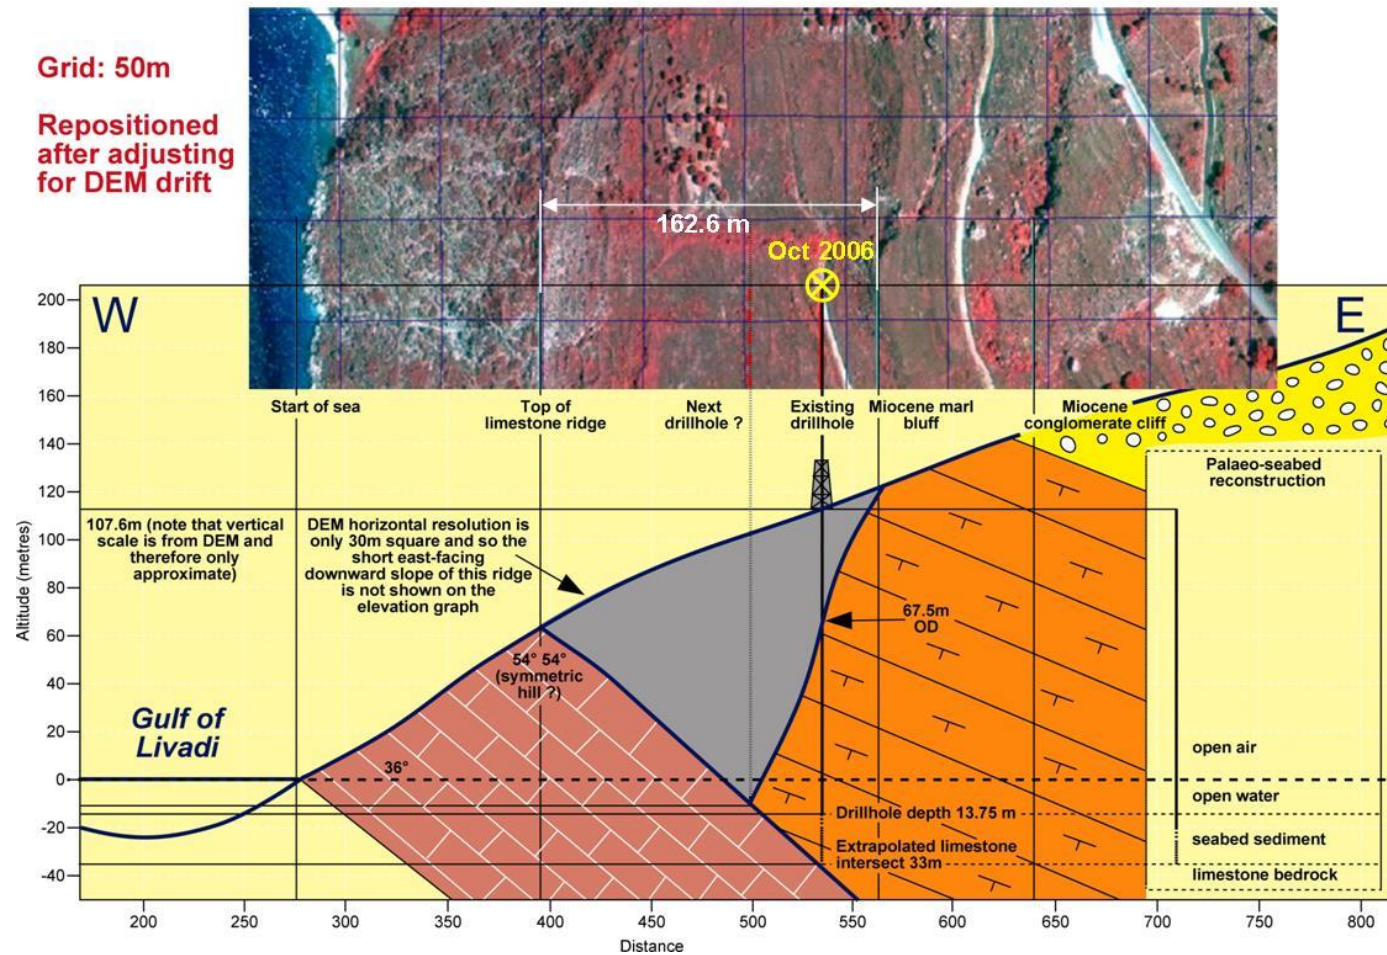 Grid: 50m
Repositioned
after adjusting
for DEM drift
162.6 m
Oct 2006
W
E
Start of sea
Top of
limestone ridge
Next
drillhole ?
Existing
drillhole
Miocene marl
bluff
Miocene
conglomerate cliff
Palaeo-seabed
reconstruction
107.6m (note that vertical
scale is from DEM and
therefore only
approximate)
DEM horizontal resolution is
only 30m square and so the
short east-facing
downward slope of this ridge
is not shown on the
elevation graph
67.5m
OD
54° 54°
(symmetric
hill ?)
Gulf of
Livadi
36°
open air
open water
Drillhole depth 13.75 m
seabed sediment
Extrapolated limestone
intersect 33m
limestone bedrock
Altitude (metres)
200
180
160
140
120
100
80
60
40
20
0
-20
-40
150 200 250 300 350 400 450 500 550 600 650 700 750 800
Distance